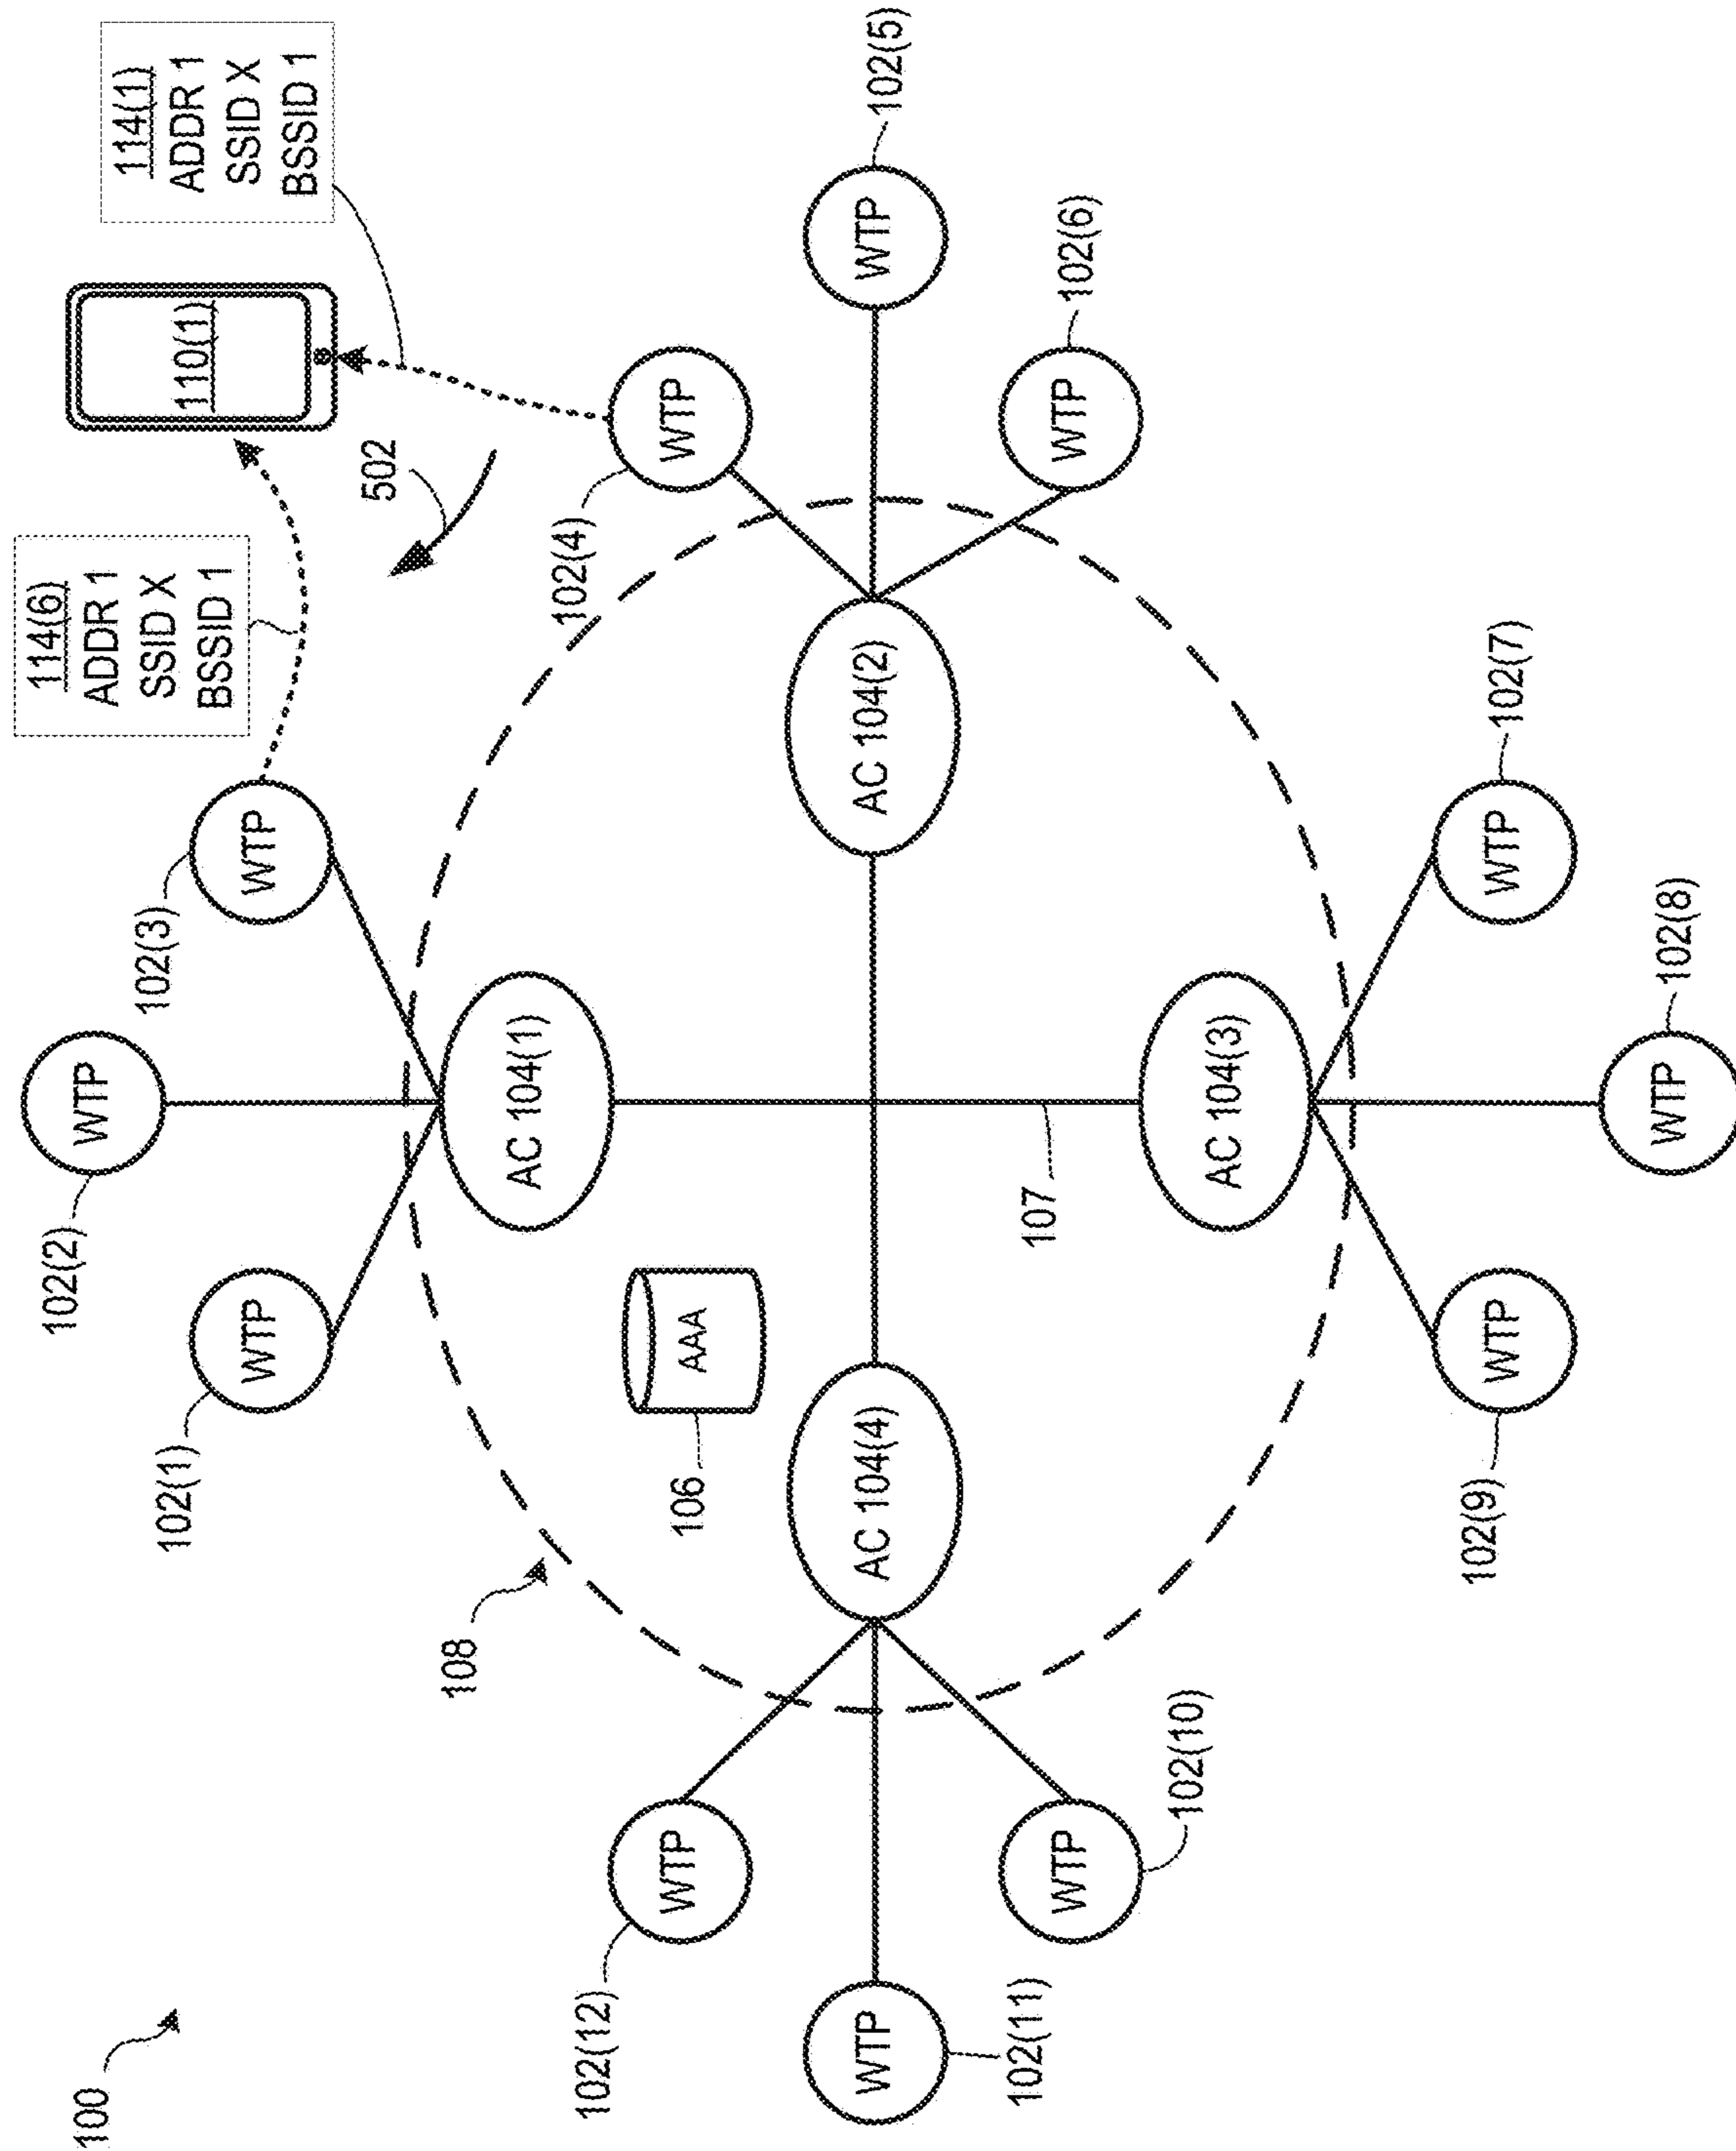 100
114(6)
ADDR 1
SSID X
BSSID 1
114(1)
ADDR 1
SSID X
BSSID 1
110(1)
502
102(1)
WTP
102(2)
WTP
102(3)
WTP
102(4)
WTP
102(5)
WTP
102(6)
WTP
108
AC 104(1)
AC 104(2)
106
AAA
107
AC 104(4)
AC 104(3)
102(12)
WTP
102(11)
WTP
102(10)
WTP
102(9)
WTP
102(8)
WTP
102(7)
WTP